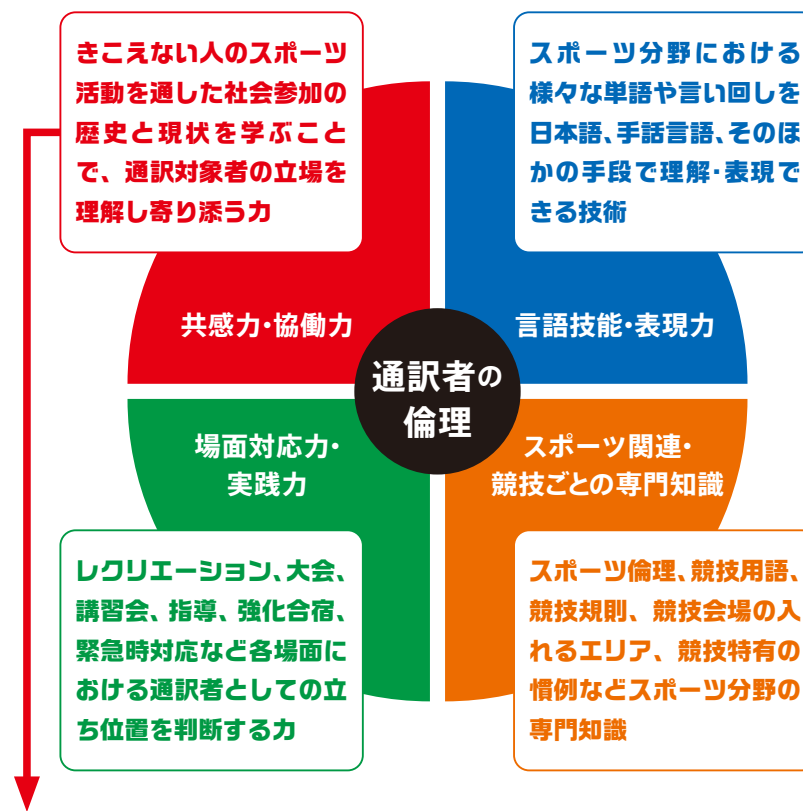 きこえない人のスポーツ
活動を通した社会参加の
歴史と現状を学ぶこと
で、通訳対象者の立場を
理解し寄り添う力
スポーツ分野における
様々な単語や言い回しを
日本語、手話言語、そのほ
かの手段で理解・表現で
きる技術
共感力・協働力
言語技能・表現力
通訳者の
倫理
場面対応力・
実践力
スポーツ関連・
競技ごとの専門知識
レクリエーション、大会、
講習会、指導、強化合宿、
緊急時対応など各場面に
おける通訳者としての立
ち位置を判断する力
スポーツ倫理、競技用語、
競技規則、競技会場の入
れるエリア、競技特有の
慣例などスポーツ分野の
専門知識